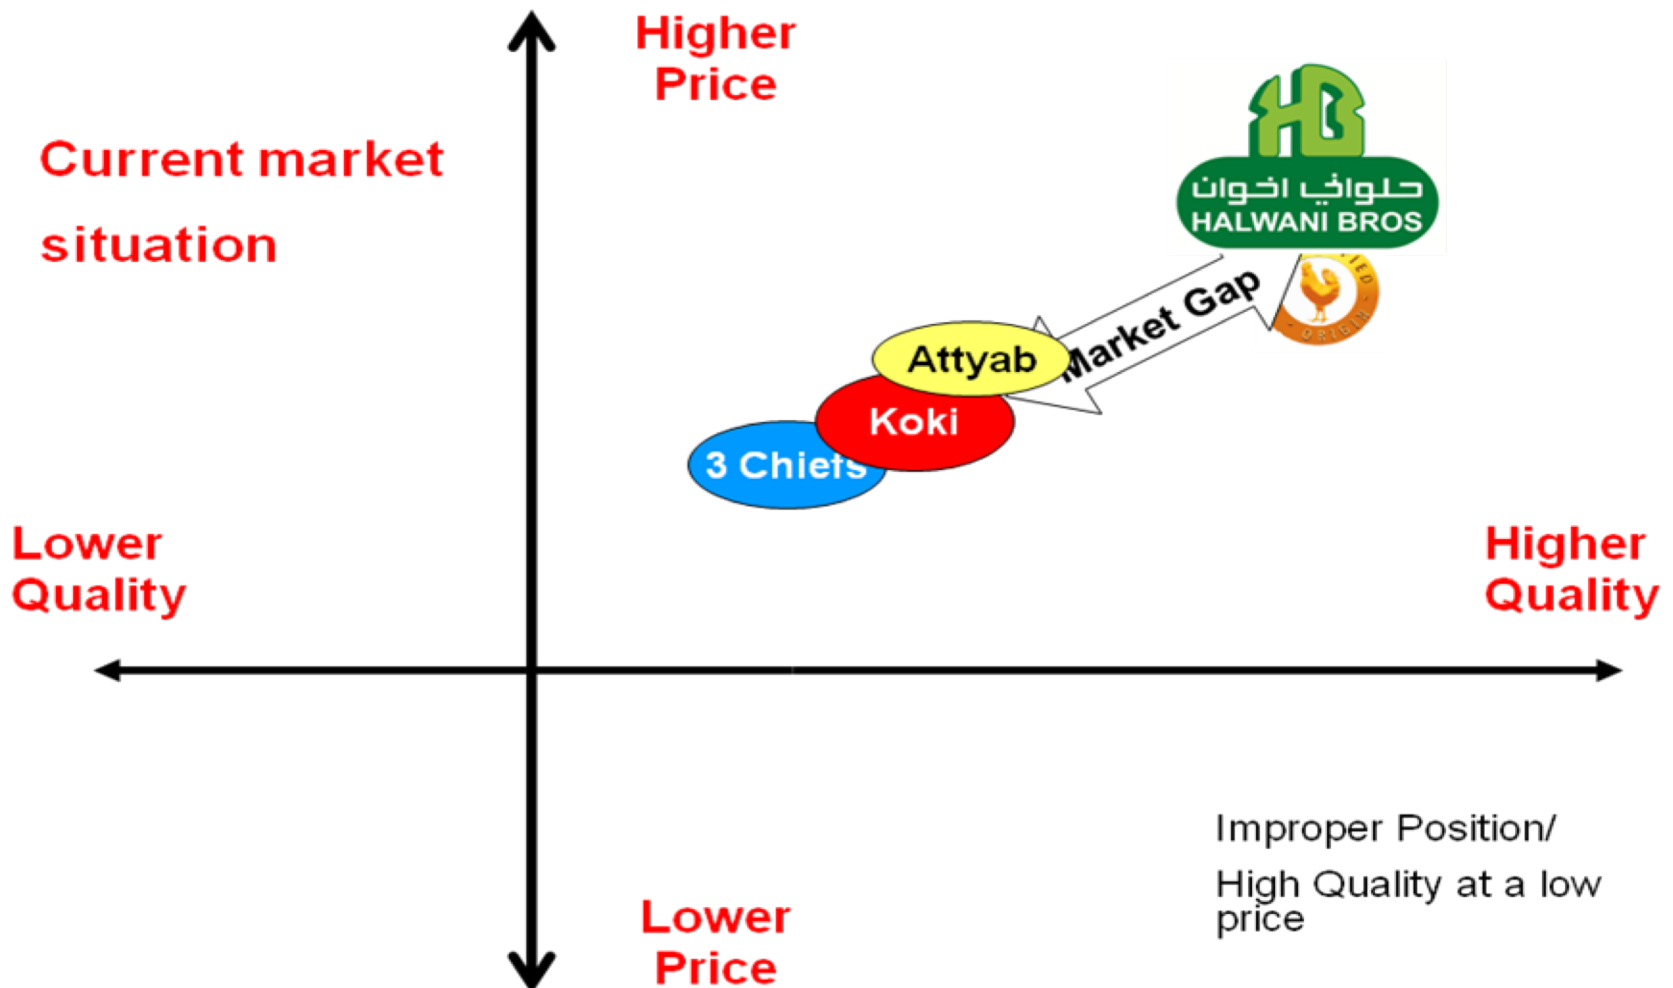 Higher
Price
Current market
situation
حلواني اخوان
HALWANI BROS
Market Gap
ORIGIN
Attyab
Koki
3 Chiefs
Lower
Quality
Higher
Quality
Improper Position/
High Quality at a low
price
Lower
Price